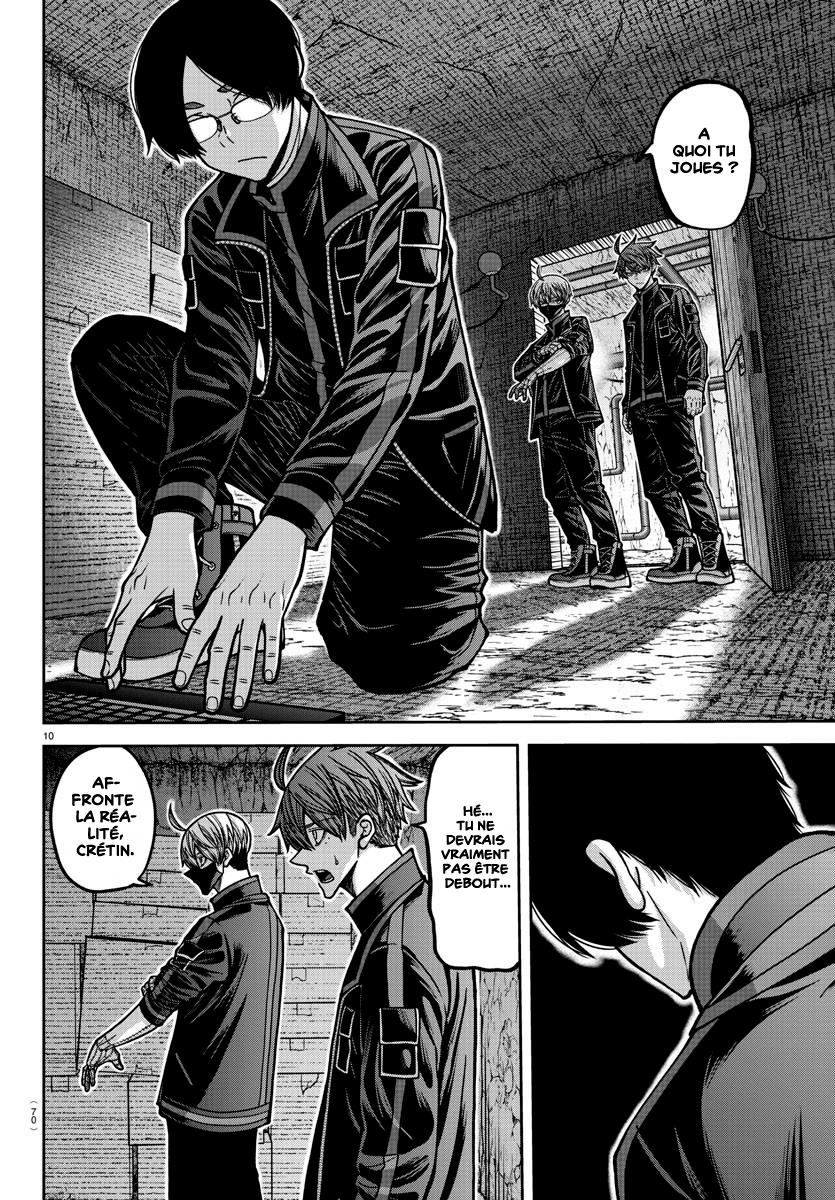 A
QUOI TU
JOUES ?
10
HÉ...
TU NE
DEVRAIS
VRAIMENT
PAS ÊTRE
DEBOUT...
AF-
FRONTE
LA RÉA-
LITÉ,
CRÉTIN.
(70)